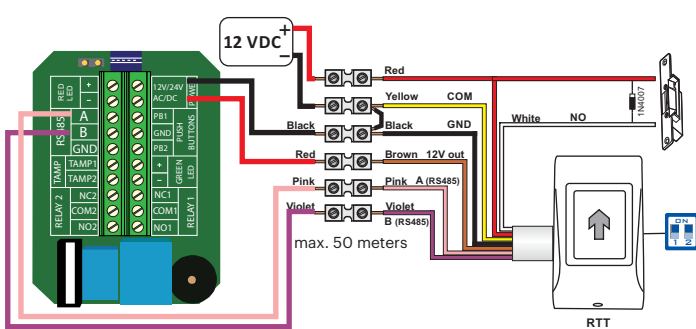 12 VDC
+
−
RED LED
+
−
RS485
A
B
GND
TAMP
TAMP1
TAMP2
RELAY 2
NC2
COM2
NO2
12V/24V
AC/DC
POWER
PB1
GND
PB2
PUSH
BUTTONS
+
−
GREEN
LED
NC1
COM1
NO1
RELAY 1
Red
Yellow COM
Black Black GND
Red Brown 12V out
Pink Pink A (RS485)
Violet Violet
B (RS485)
max. 50 meters
White NO
1N4007
ON
1 2
RTT